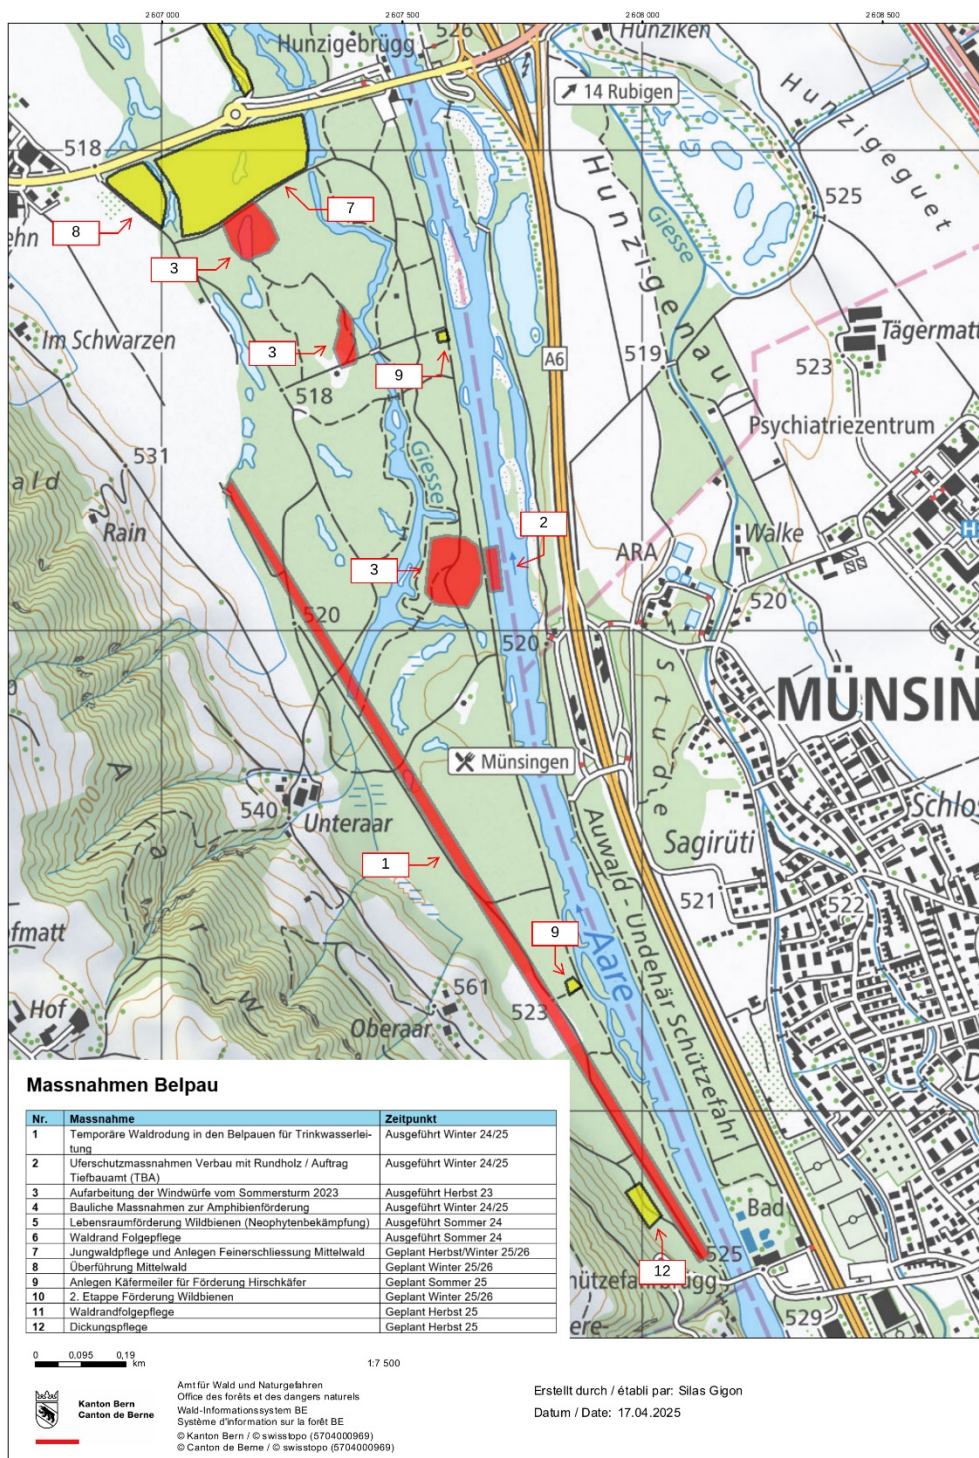 2 607 000
2 607 500
2 608 000
2 608 500
Hunzigebrügg
526
Hünziken
14 Rubigen
Hunzigeguet
518
525
Hunzigenau
Giesse
7
8
ehn
3
Im Schwarzen
3
9
A6
519
Tägermatt
523
518
Psychiatriezentrum
531
ald
Rain
Giesse
2
Walke
ARA
H
3
520
520
520
MÜNSIN
Studie
Münsingen
Aarwa
700
540
Unteraar
Schlo
Sagirüti
1
521
522
Auwald - Undehär Schützefahr
9
Aare
fmatt
561
523
Hof
Oberaar
D
Massnahmen Belpau
Nr. Massnahme Zeitpunkt
1 Temporäre Waldrodung in den Belpauen für Trinkwasserlei- Ausgeführt Winter 24/25
tung
2 Uferschutzmassnahmen Verbau mit Rundholz / Auftrag Ausgeführt Winter 24/25
Tiefbauamt (TBA)
3 Aufarbeitung der Windwürfe vom Sommersturm 2023 Ausgeführt Herbst 23
4 Bauliche Massnahmen zur Amphibienförderung Ausgeführt Winter 24/25
5 Lebensraumförderung Wildbienen (Neophytenbekämpfung) Ausgeführt Sommer 24
6 Waldrand Folgepflege Ausgeführt Sommer 24
7 Jungwaldpflege und Anlegen Feinerschliessung Mittelwald Geplant Herbst/Winter 25/26
8 Überführung Mittelwald Geplant Winter 25/26
9 Anlegen Käfermeiler für Förderung Hirschkäfer Geplant Sommer 25
10 2. Etappe Förderung Wildbienen Geplant Winter 25/26
11 Waldrandfolgepflege Geplant Herbst 25
12 Dickungspflege Geplant Herbst 25
Bad
525
12
hützefahrbrügg
ere-
529
0 0,095 0,19
km
1:7 500
Kanton Bern
Canton de Berne
Amt für Wald und Naturgefahren
Office des forêts et des dangers naturels
Wald-Informationssystem BE
Système d'information sur la forêt BE
© Kanton Bern / © swisstopo (5704000969)
© Canton de Berne / © swisstopo (5704000969)
Erstellt durch / établi par: Silas Gigon
Datum / Date: 17.04.2025